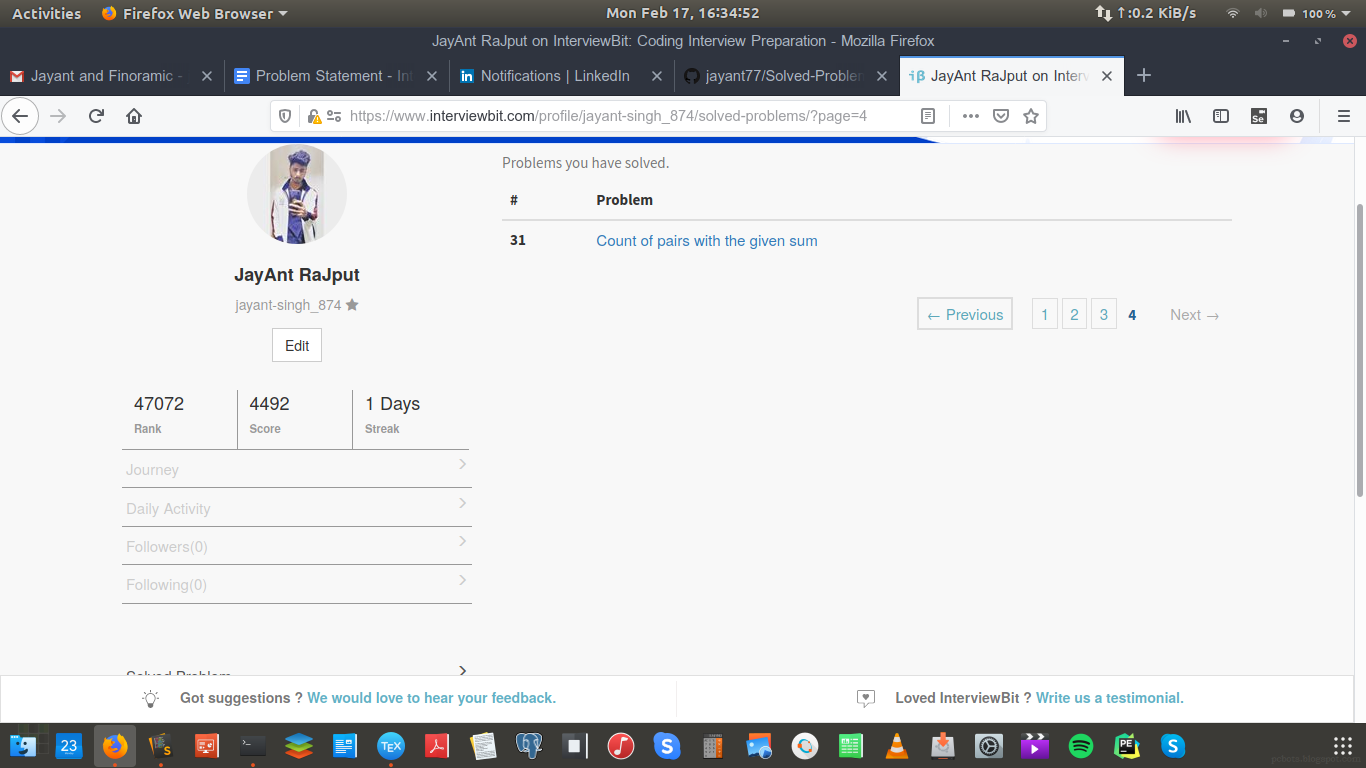 Activities Firefox Web Browser Mon Feb 17, 16:34:52 ↑:0.2 KiB/s 100 %
JayAnt RaJput on InterviewBit: Coding Interview Preparation - Mozilla Firefox
Jayant and Finoramic - Problem Statement - In Notifications | LinkedIn jayant77/Solved-Problem JayAnt RaJput on Interv
https://www.interviewbit.com/profile/jayant-singh_874/solved-problems/?page=4
Problems you have solved.
# Problem
31 Count of pairs with the given sum
← Previous 1 2 3 4 Next →
JayAnt RaJput
jayant-singh_874
Edit
47072 4492 1 Days
Rank Score Streak
Journey
Daily Activity
Followers(0)
Following(0)
Solved Problem
Got suggestions ? We would love to hear your feedback. Loved InterviewBit ? Write us a testimonial.
23